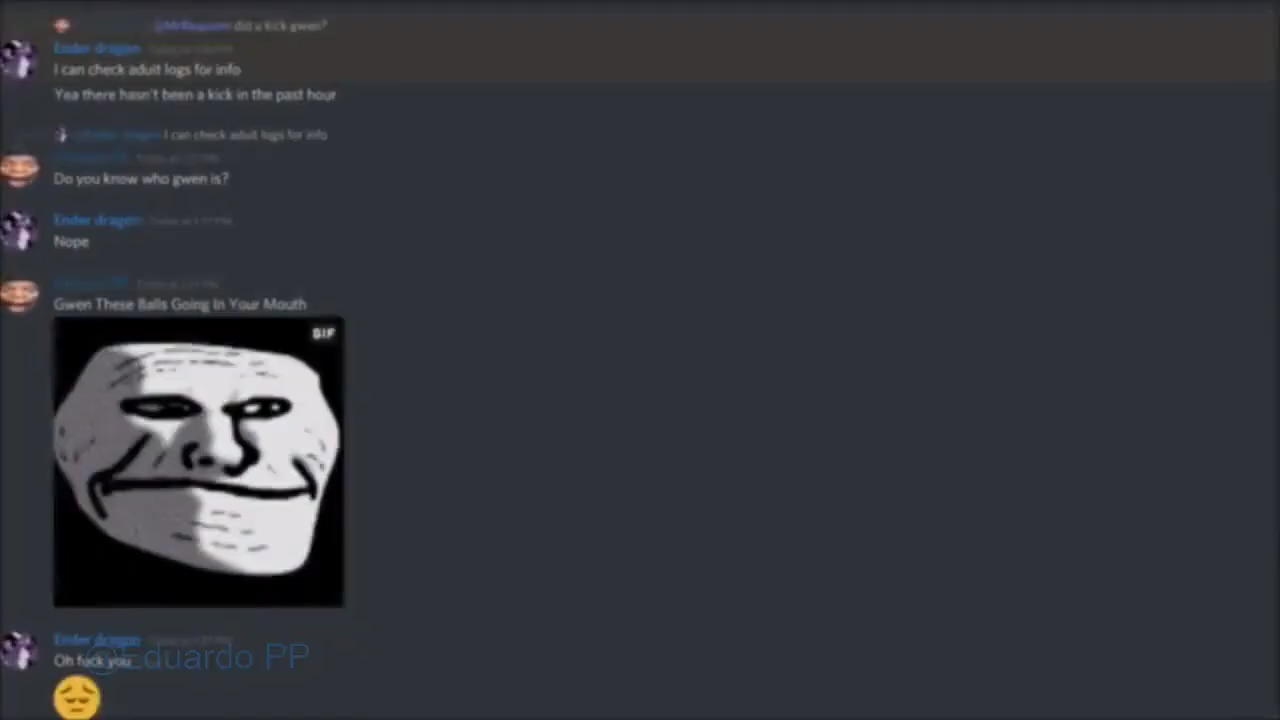 did u kick gwen?
Ender dragon
I can check aduit logs for info
Yea there hasn't been a kick in the past hour
I can check aduit logs for info
Do you know who gwen is?
Ender dragon
Nope
Gwen These Balls Going In Your Mouth
GIF
Ender dragon
Oh fuck you
@Eduardo PP